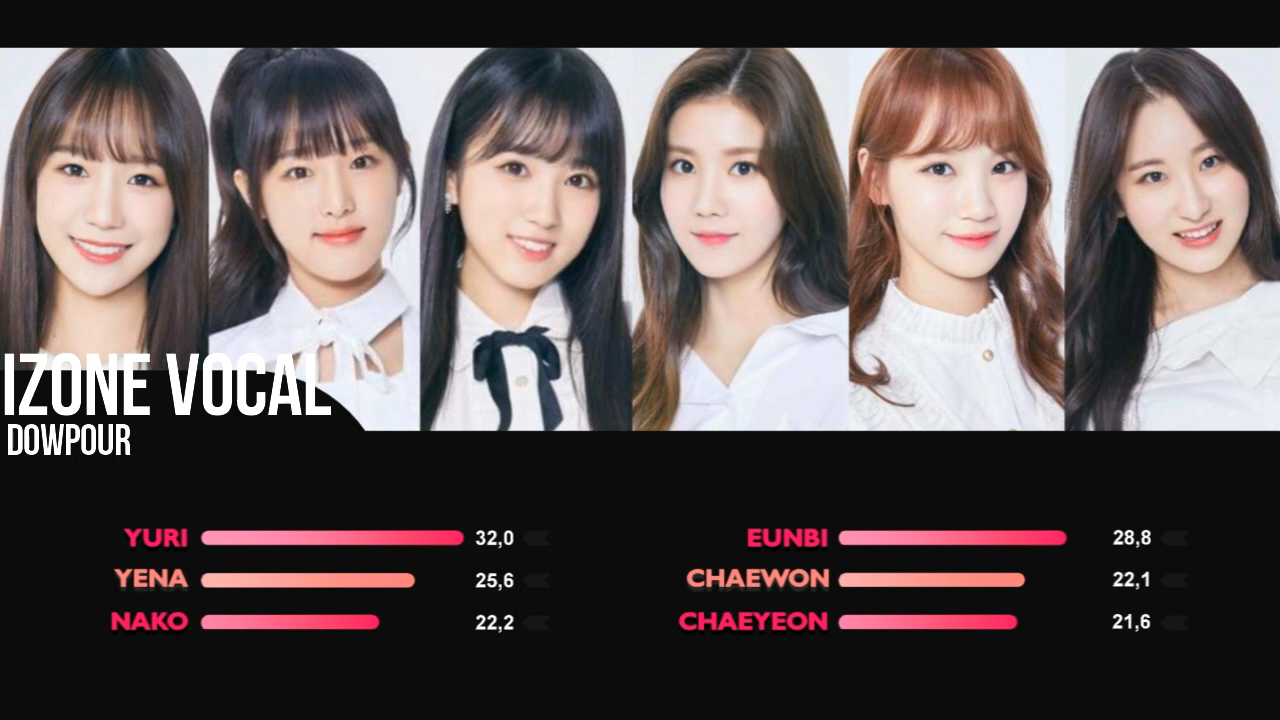 IZONE VOCAL
DOWPOUR
YURI 32,0
YENA 25,6
NAKO 22,2
EUNBI 28,8
CHAEWON 22,1
CHAEYEON 21,6